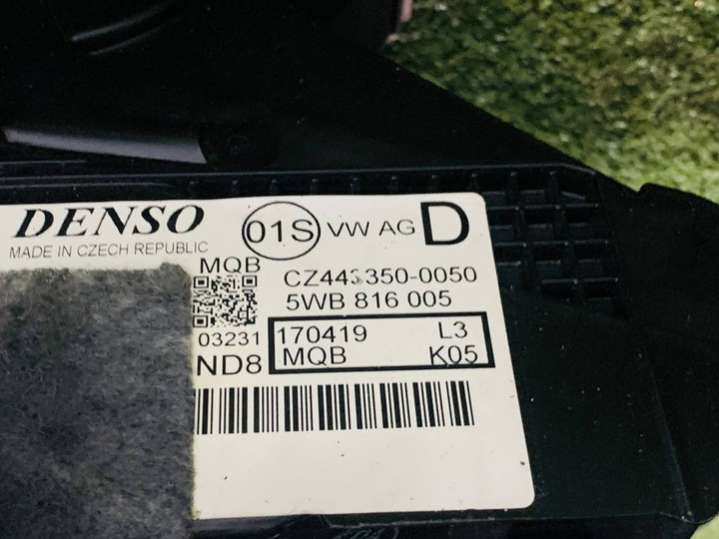 DENSO 01S VW AG D
MADE IN CZECH REPUBLIC
MQB CZ443350-0050
5WB 816 005
03231 170419 L3
ND8 MQB K05